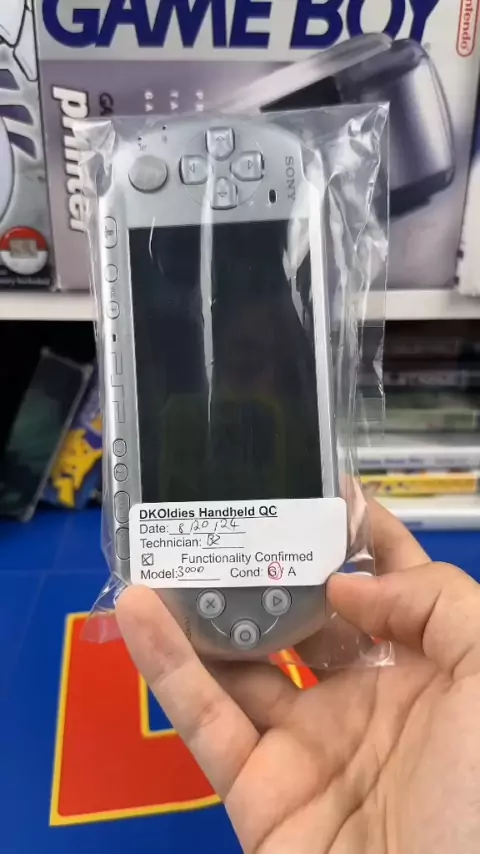 GAME BOY
Nintendo
printer
SONY
PSP
DKOldies Handheld QC
Date: 8/20/24
Technician: BZ
Functionality Confirmed
Model: 3000 Cond: G / A